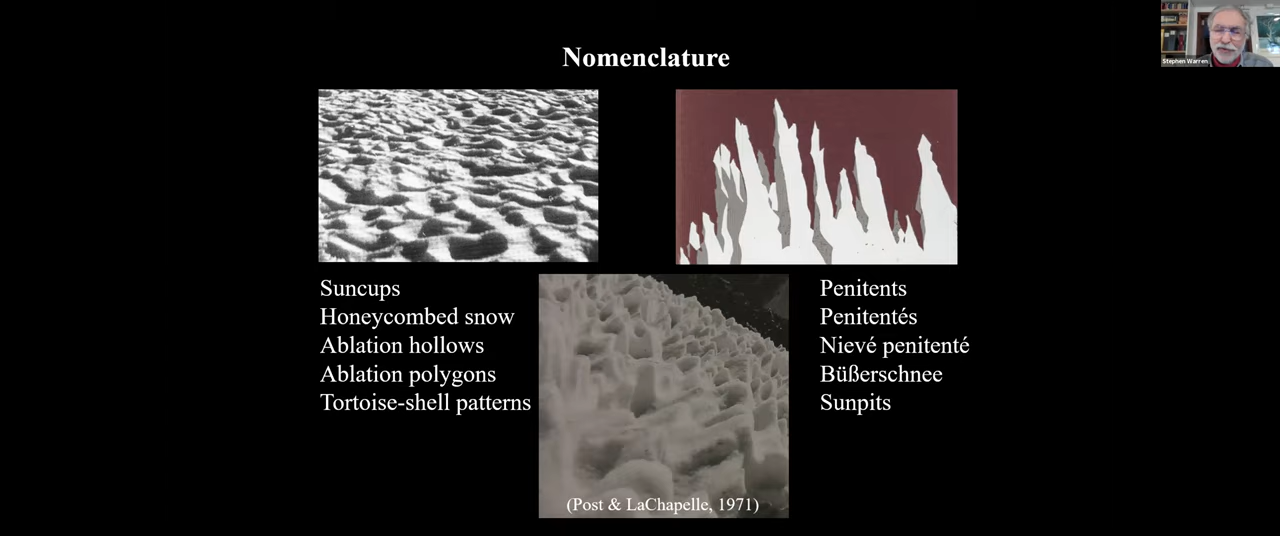 Nomenclature
Stephen Warren
Suncups
Honeycombed snow
Ablation hollows
Ablation polygons
Tortoise-shell patterns
Penitents
Penitentés
Nievé penitenté
Büßerschnee
Sunpits
(Post & LaChapelle, 1971)